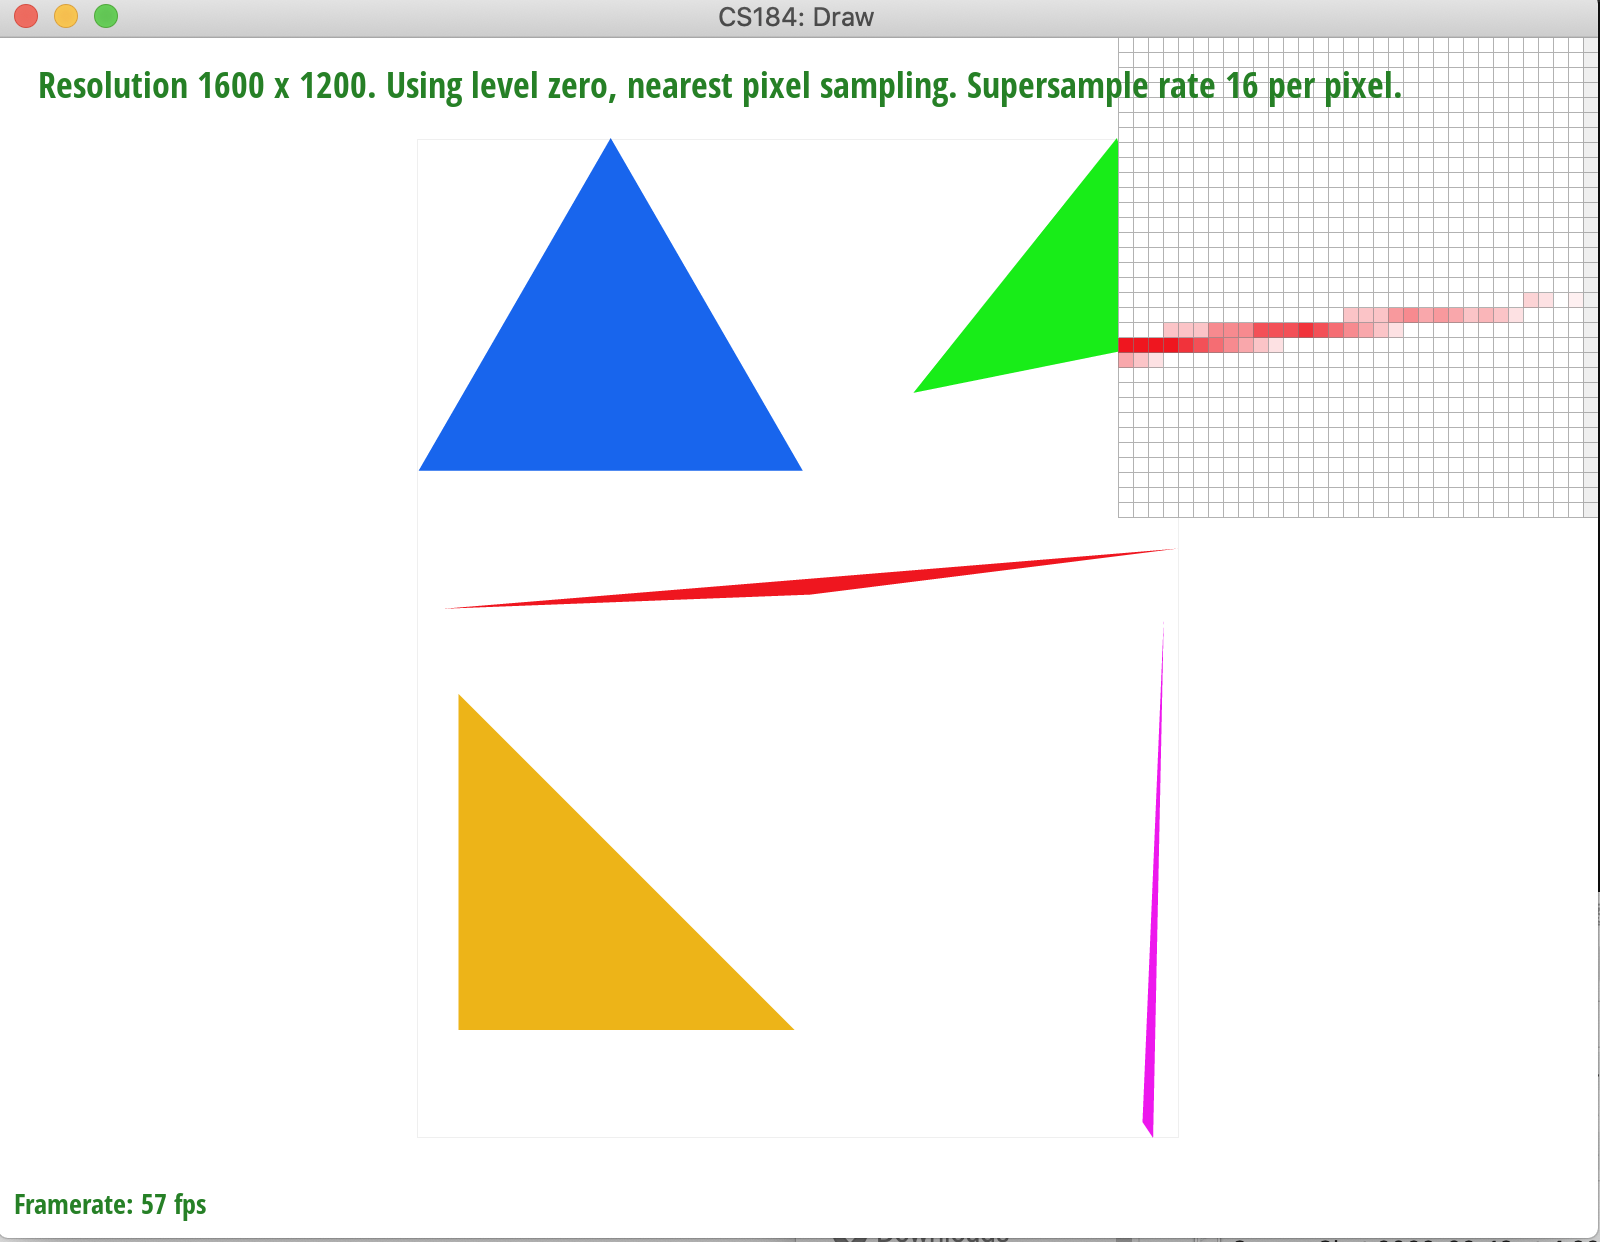 CS184: Draw
Resolution 1600 x 1200. Using level zero, nearest pixel sampling. Supersample rate 16 per pixel.
Framerate: 57 fps
Downloads